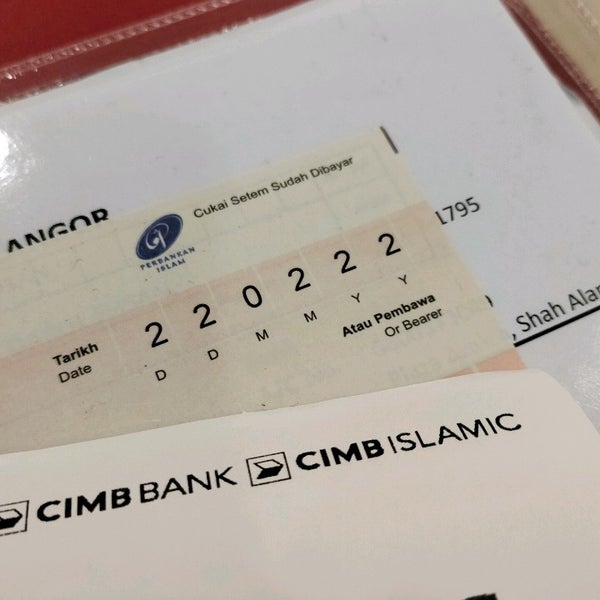 ANGOR
Cukai Setem Sudah Dibayar
PERBANKAN
ISLAM
1795
Tarikh
Date
2 2 0 2 2 2
D D M M Y Y
Atau Pembawa
Or Bearer
, Shah Alam
CIMB BANK CIMB ISLAMIC